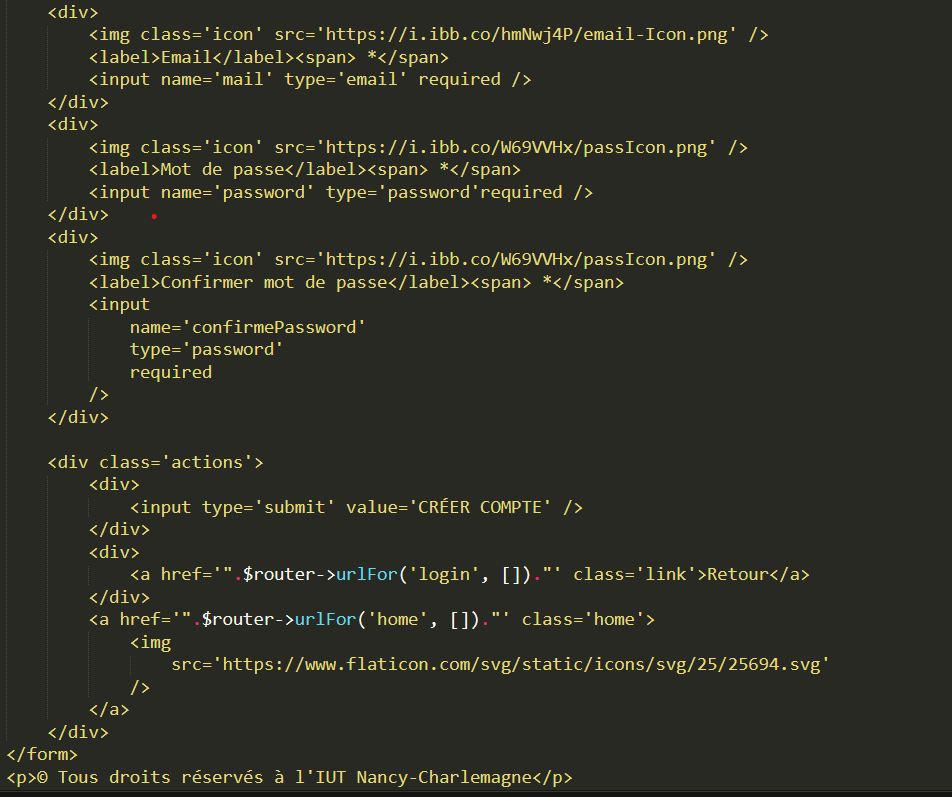 <div>
<img class='icon' src='https://i.ibb.co/hmNwj4P/email-Icon.png' />
<label>Email</label><span> *</span>
<input name='mail' type='email' required />
</div>
<div>
<img class='icon' src='https://i.ibb.co/W69VVHx/passIcon.png' />
<label>Mot de passe</label><span> *</span>
<input name='password' type='password'required />
</div>
<div>
<img class='icon' src='https://i.ibb.co/W69VVHx/passIcon.png' />
<label>Confirmer mot de passe</label><span> *</span>
<input
name='confirmePassword'
type='password'
required
/>
</div>
<div class='actions'>
<div>
<input type='submit' value='CRÉER COMPTE' />
</div>
<div>
<a href='".$router->urlFor('login', [])."' class='link'>Retour</a>
</div>
<a href='".$router->urlFor('home', [])."' class='home'>
<img
src='https://www.flaticon.com/svg/static/icons/svg/25/25694.svg'
/>
</a>
</div>
</form>
<p>© Tous droits réservés à l'IUT Nancy-Charlemagne</p>